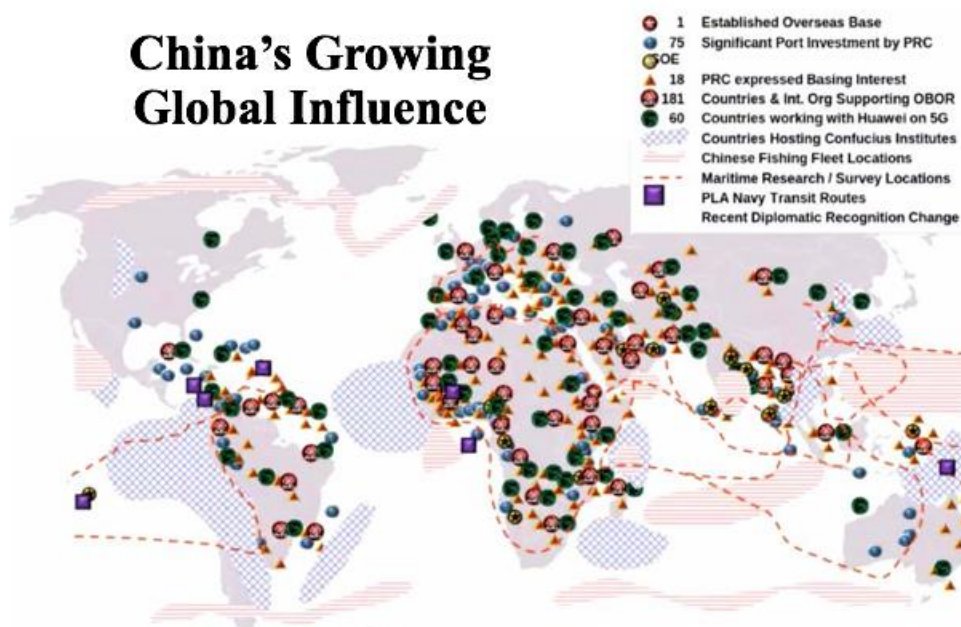 China's Growing
Global Influence
1 Established Overseas Base
75 Significant Port Investment by PRC
SOE
18 PRC expressed Basing Interest
181 Countries & Int. Org Supporting OBOR
60 Countries working with Huawei on 5G
Countries Hosting Confucius Institutes
Chinese Fishing Fleet Locations
Maritime Research / Survey Locations
PLA Navy Transit Routes
Recent Diplomatic Recognition Change